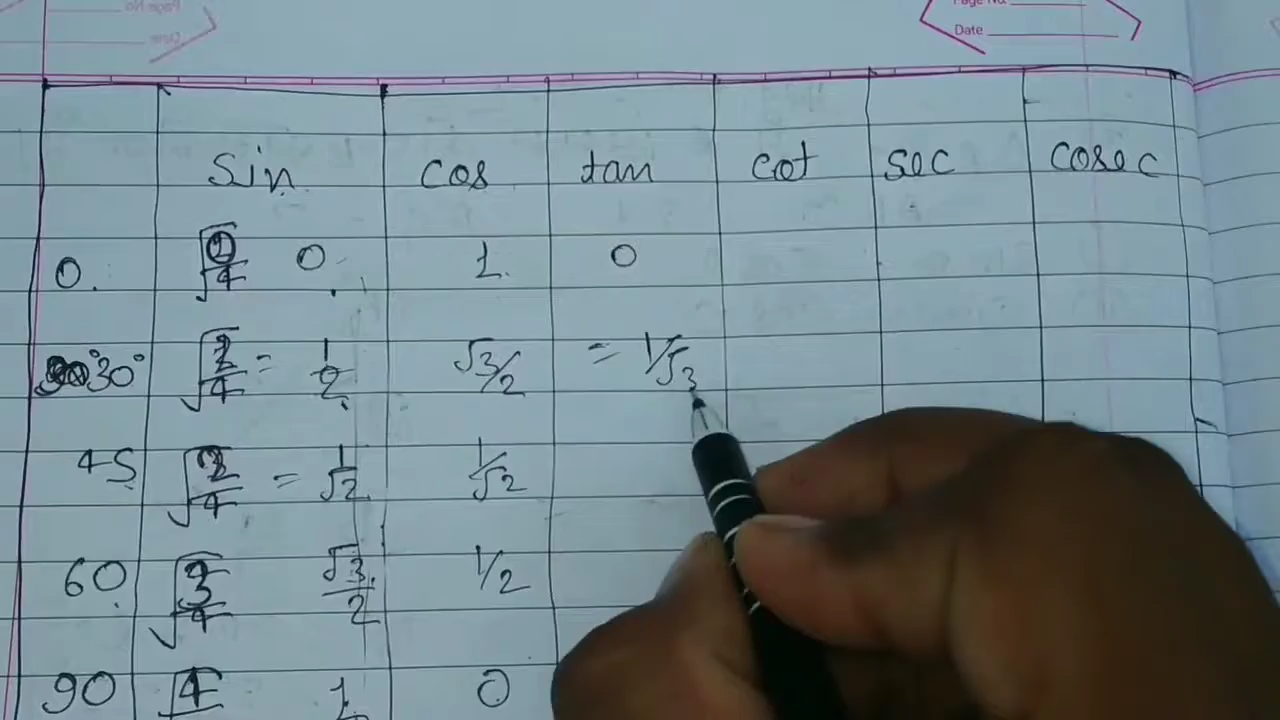 Page No.
Date
sin cos tan cot sec cosec
0. √0/4 0 1. 0
30° √1/4 = 1/2 √3/2 = 1/√3
45 √2/4 = 1/√2 1/√2
60 √3/4 √3/2 1/2
90 √4 1 0